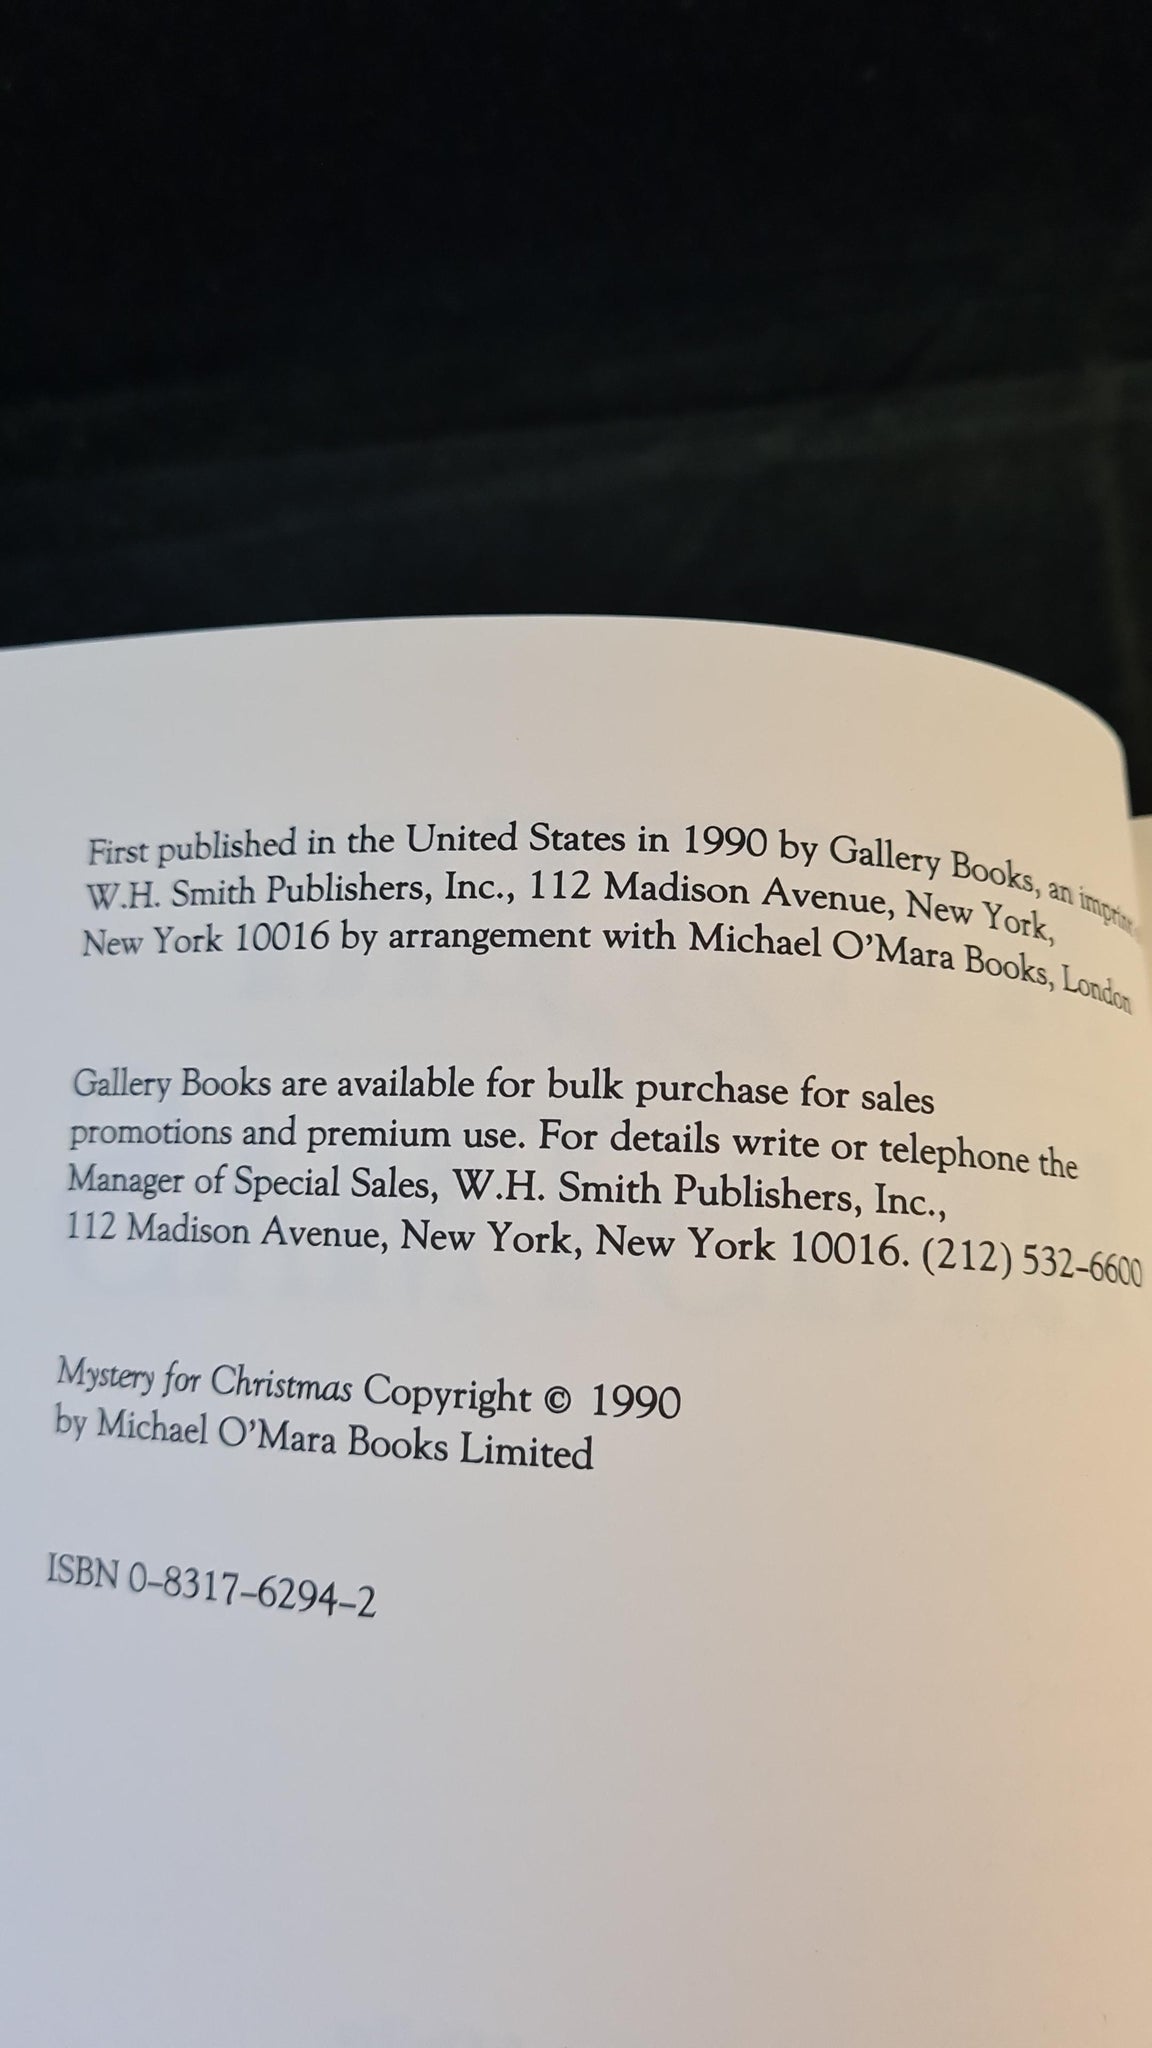 First published in the United States in 1990 by Gallery Books, an imprint
W.H. Smith Publishers, Inc., 112 Madison Avenue, New York,
New York 10016 by arrangement with Michael O'Mara Books, London
Gallery Books are available for bulk purchase for sales
promotions and premium use. For details write or telephone the
Manager of Special Sales, W.H. Smith Publishers, Inc.,
112 Madison Avenue, New York, New York 10016. (212) 532-6600
Mystery for Christmas Copyright © 1990
by Michael O'Mara Books Limited
ISBN 0-8317-6294-2